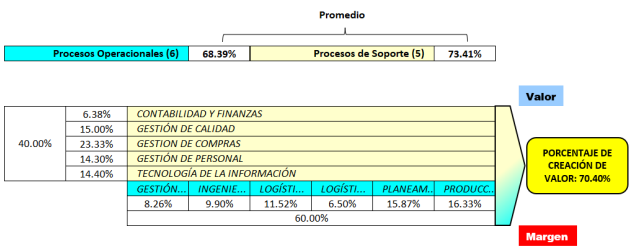 Promedio
Procesos Operacionales (6) 68.39% Procesos de Soporte (5) 73.41%
Valor
6.38% CONTABILIDAD Y FINANZAS
15.00% GESTIÓN DE CALIDAD
40.00% 23.33% GESTION DE COMPRAS
14.30% GESTIÓN DE PERSONAL
14.40% TECNOLOGÍA DE LA INFORMACIÓN
PORCENTAJE DE
CREACIÓN DE
VALOR: 70.40%
GESTIÓN... INGENIE... LOGÍSTI... LOGÍSTI... PLANEAM... PRODUCC...
8.26% 9.90% 11.52% 6.50% 15.87% 16.33%
60.00%
Margen